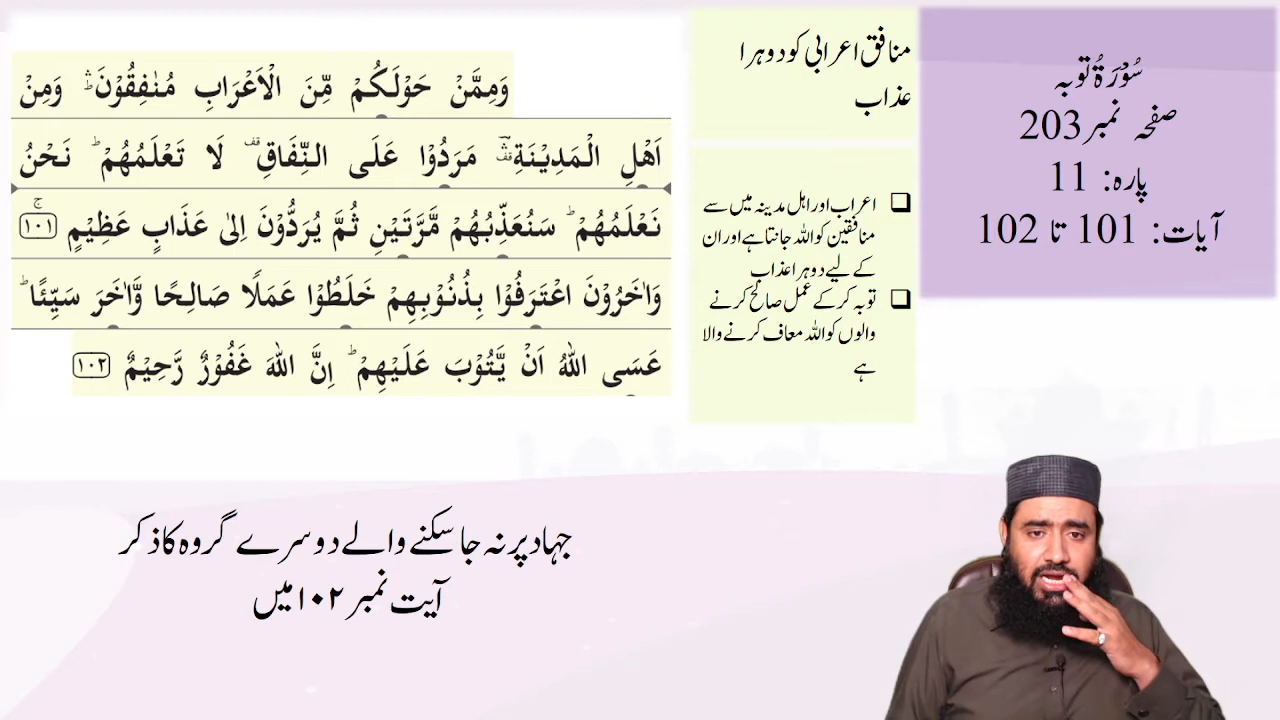 سُوْرَۃُ توبہ
صفحہ نمبر 203
پارہ: 11
آیات: 101 تا 102
منافق اعرابی کو دوہرا
عذاب
اعراب اور اہل مدینہ میں سے
منافقین کو اللہ جانتا ہے اور ان
کے لیے دوہرا عذاب
توبہ کر کے عمل صالح کرنے
والوں کو اللہ معاف کرنے والا
ہے
وَمِمَّنْ حَوْلَكُمْ مِّنَ الْاَعْرَابِ مُنٰفِقُوْنَ ۛؕ وَمِنْ
اَهْلِ الْمَدِيْنَةِ ۛؔۚ مَرَدُوْا عَلَى النِّفَاقِ ۫ لَا تَعْلَمُهُمْ ؕ نَحْنُ
نَعْلَمُهُمْ ؕ سَنُعَذِّبُهُمْ مَّرَّتَيْنِ ثُمَّ يُرَدُّوْنَ اِلٰى عَذَابٍ عَظِيْمٍ ۚ ۱۰۱
وَاٰخَرُوْنَ اعْتَرَفُوْا بِذُنُوْبِهِمْ خَلَطُوْا عَمَلًا صَالِحًا وَّاٰخَرَ سَيِّئًا ؕ
عَسَى اللّٰهُ اَنْ يَّتُوْبَ عَلَيْهِمْ ؕ اِنَّ اللّٰهَ غَفُوْرٌ رَّحِيْمٌ ۱۰۲
جہاد پر نہ جا سکنے والے دوسرے گروہ کا ذکر
آیت نمبر ۱۰۲ میں